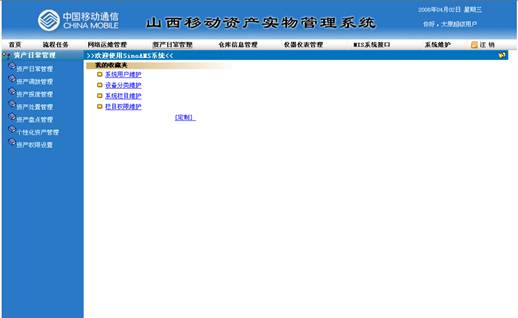 中国移动通信
CHINA MOBILE
山西移动资产实物管理系统
2008年04月02日 星期三
你好，太原超级用户
首页 流程任务 网络运维管理 资产日常管理 仓库信息管理 仪器仪表管理 MIS系统接口 系统维护 注 销
资产日常管理
>>欢迎使用SinoAMS系统<<
资产日常管理
资产调拨管理
资产报废管理
资产处置管理
资产盘点管理
个性化资产管理
资产权限设置
我的收藏夹
系统用户维护
设备分类维护
系统栏目维护
栏目权限维护
[定制]